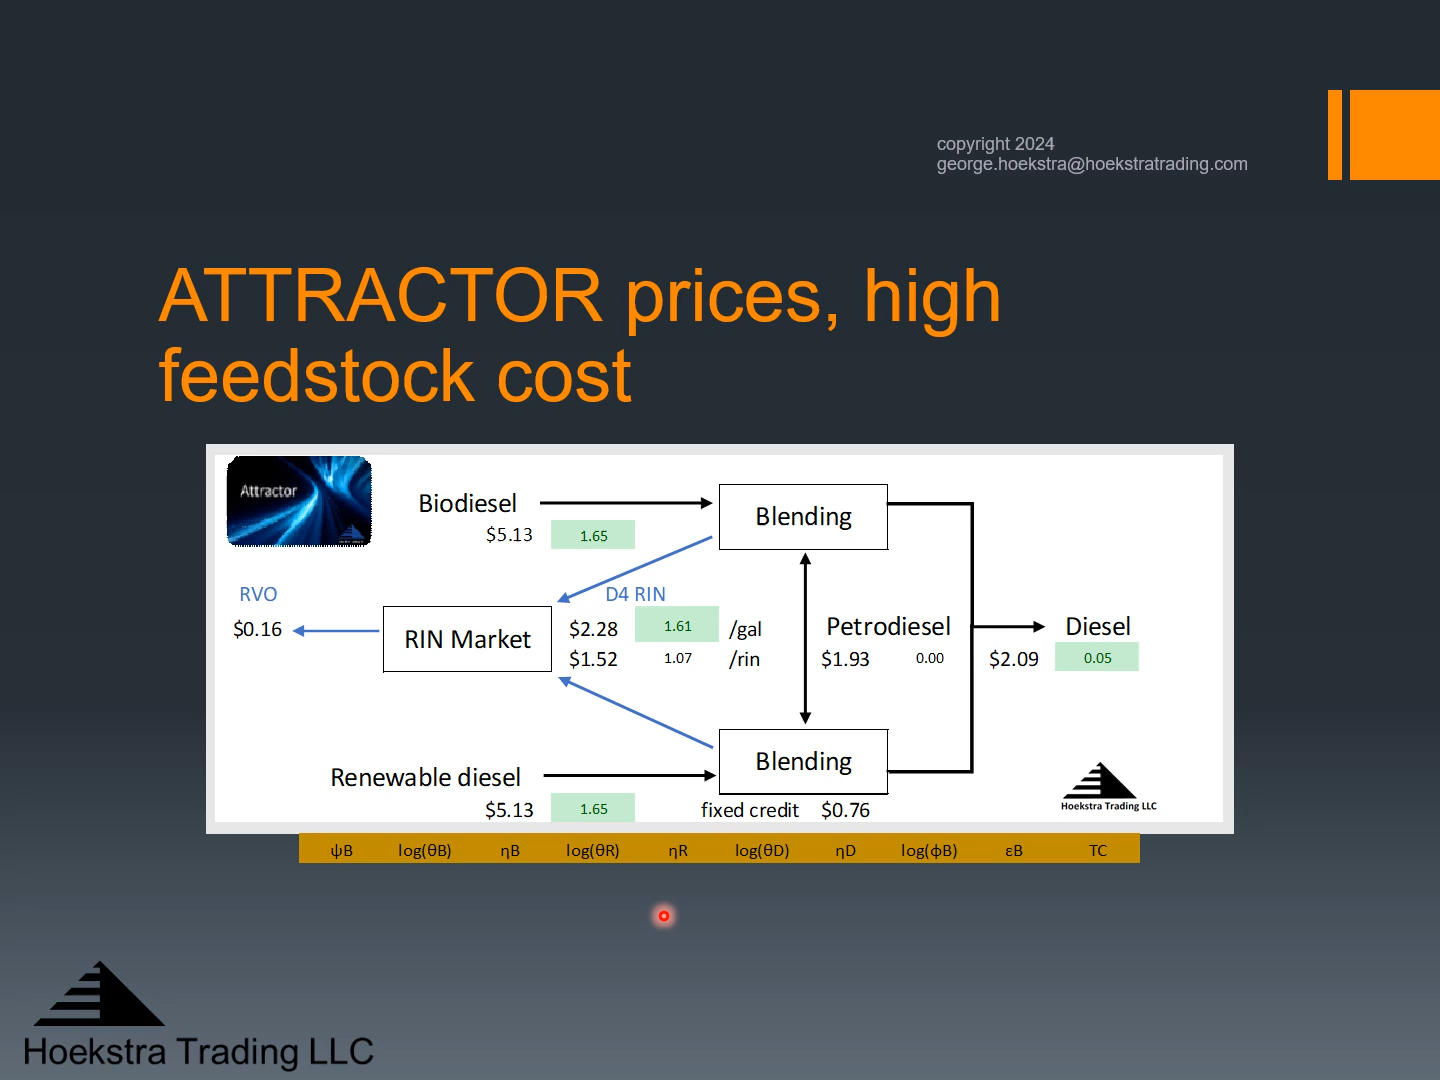 copyright 2024
george.hoekstra@hoekstratrading.com
ATTRACTOR prices, high
feedstock cost
Attractor
Biodiesel
$5.13 1.65
Blending
RVO
$0.16
RIN Market
D4 RIN
$2.28 1.61 /gal
$1.52 1.07 /rin
Petrodiesel
$1.93 0.00
Diesel
$2.09 0.05
Renewable diesel
$5.13 1.65
Blending
fixed credit $0.76
Hoekstra Trading LLC
ψB log(θB) ηB log(θR) ηR log(θD) ηD log(ϕB) εB TC
Hoekstra Trading LLC